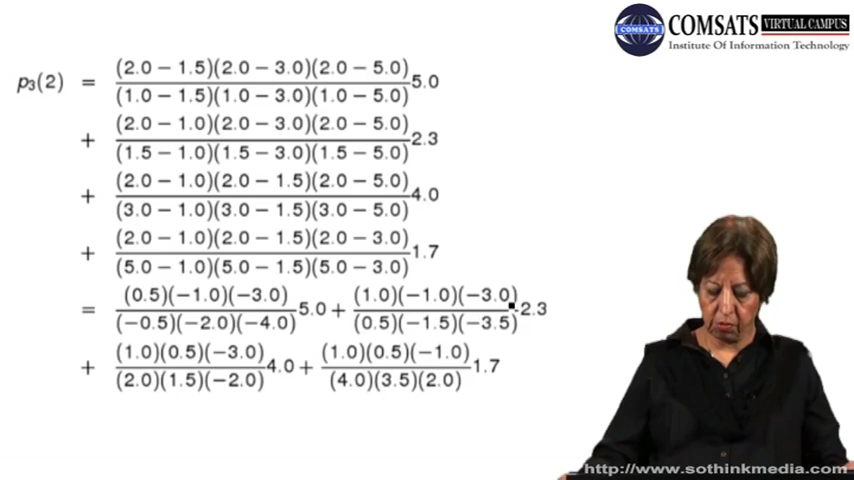 COMSATS VIRTUAL CAMPUS
Institute Of Information Technology
p₃(2) = (2.0 − 1.5)(2.0 − 3.0)(2.0 − 5.0)
(1.0 − 1.5)(1.0 − 3.0)(1.0 − 5.0) 5.0
+ (2.0 − 1.0)(2.0 − 3.0)(2.0 − 5.0)
(1.5 − 1.0)(1.5 − 3.0)(1.5 − 5.0) 2.3
+ (2.0 − 1.0)(2.0 − 1.5)(2.0 − 5.0)
(3.0 − 1.0)(3.0 − 1.5)(3.0 − 5.0) 4.0
+ (2.0 − 1.0)(2.0 − 1.5)(2.0 − 3.0)
(5.0 − 1.0)(5.0 − 1.5)(5.0 − 3.0) 1.7
= (0.5)(−1.0)(−3.0) 5.0 + (1.0)(−1.0)(−3.0) 2.3
(−0.5)(−2.0)(−4.0) (0.5)(−1.5)(−3.5)
+ (1.0)(0.5)(−3.0) 4.0 + (1.0)(0.5)(−1.0) 1.7
(2.0)(1.5)(−2.0) (4.0)(3.5)(2.0)
http://www.sothinkmedia.com/